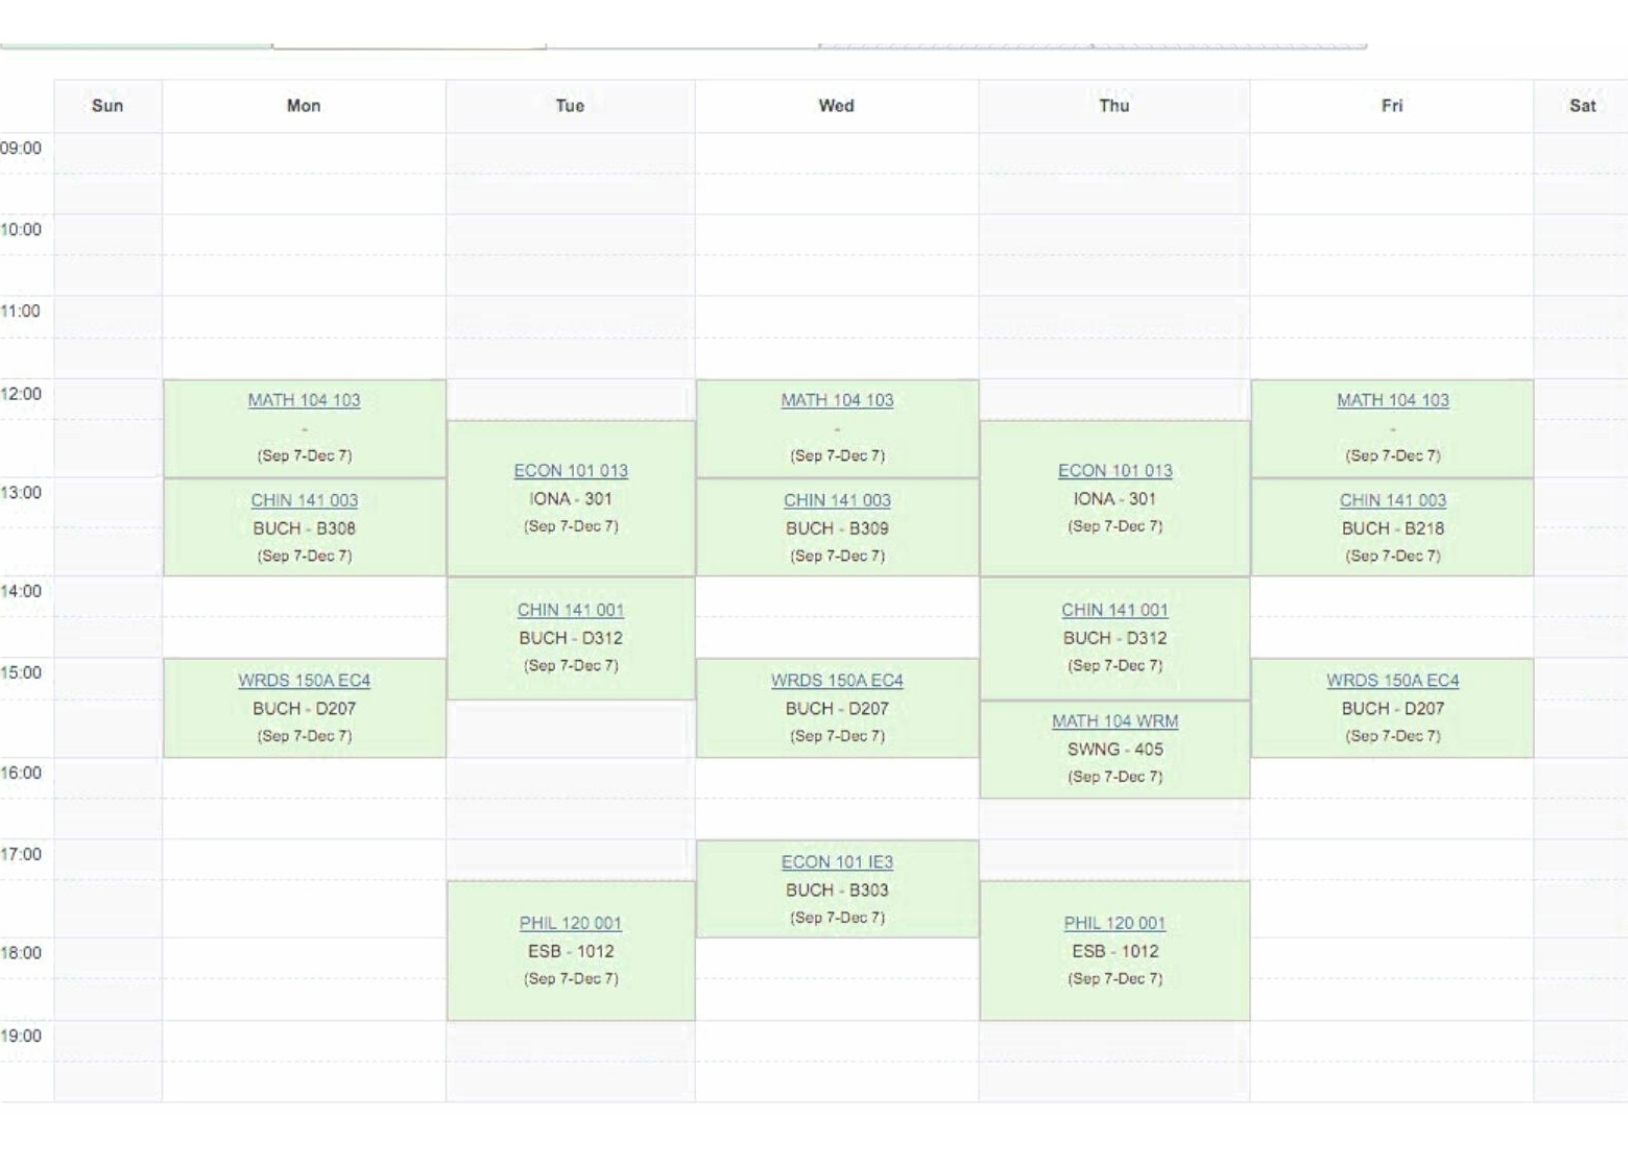 Sun Mon Tue Wed Thu Fri Sat
09:00
10:00
11:00
12:00
MATH 104 103
-
(Sep 7-Dec 7)
ECON 101 013
IONA - 301
(Sep 7-Dec 7)
MATH 104 103
-
(Sep 7-Dec 7)
ECON 101 013
IONA - 301
(Sep 7-Dec 7)
MATH 104 103
-
(Sep 7-Dec 7)
13:00
CHIN 141 003
BUCH - B308
(Sep 7-Dec 7)
CHIN 141 003
BUCH - B309
(Sep 7-Dec 7)
CHIN 141 003
BUCH - B218
(Sep 7-Dec 7)
14:00
CHIN 141 001
BUCH - D312
(Sep 7-Dec 7)
CHIN 141 001
BUCH - D312
(Sep 7-Dec 7)
15:00
WRDS 150A EC4
BUCH - D207
(Sep 7-Dec 7)
WRDS 150A EC4
BUCH - D207
(Sep 7-Dec 7)
MATH 104 WRM
SWNG - 405
(Sep 7-Dec 7)
WRDS 150A EC4
BUCH - D207
(Sep 7-Dec 7)
16:00
17:00
PHIL 120 001
ESB - 1012
(Sep 7-Dec 7)
ECON 101 IE3
BUCH - B303
(Sep 7-Dec 7)
PHIL 120 001
ESB - 1012
(Sep 7-Dec 7)
18:00
19:00